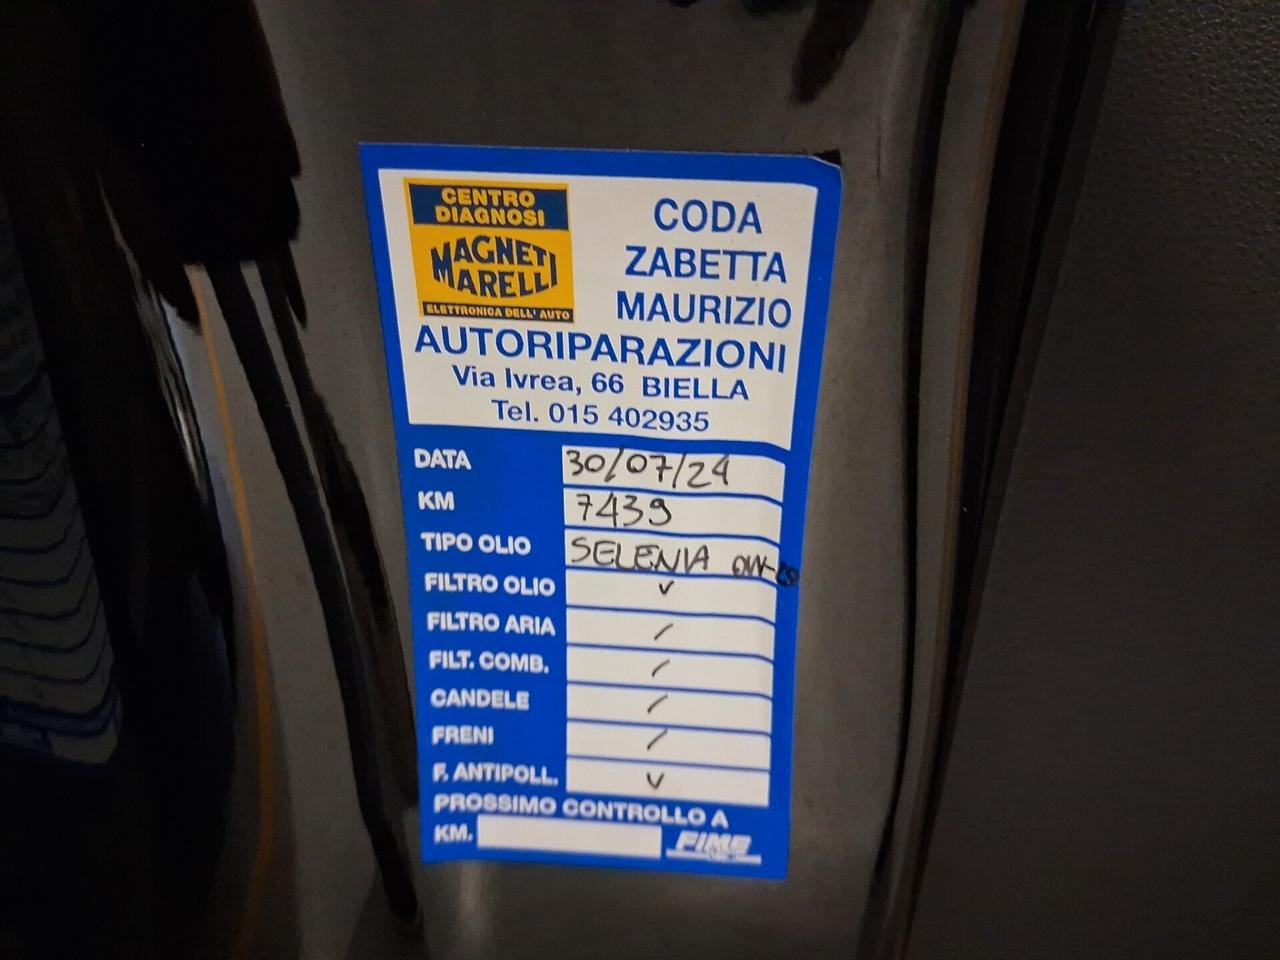 CENTRO
DIAGNOSI
MAGNETI
MARELLI
ELETTRONICA DELL'AUTO
CODA
ZABETTA
MAURIZIO
AUTORIPARAZIONI
Via Ivrea, 66 BIELLA
Tel. 015 402935
DATA 30/07/24
KM 7439
TIPO OLIO SELENIA 0W-
FILTRO OLIO v
FILTRO ARIA /
FILT. COMB. /
CANDELE /
FRENI /
F. ANTIPOLL. v
PROSSIMO CONTROLLO A
KM. FIME